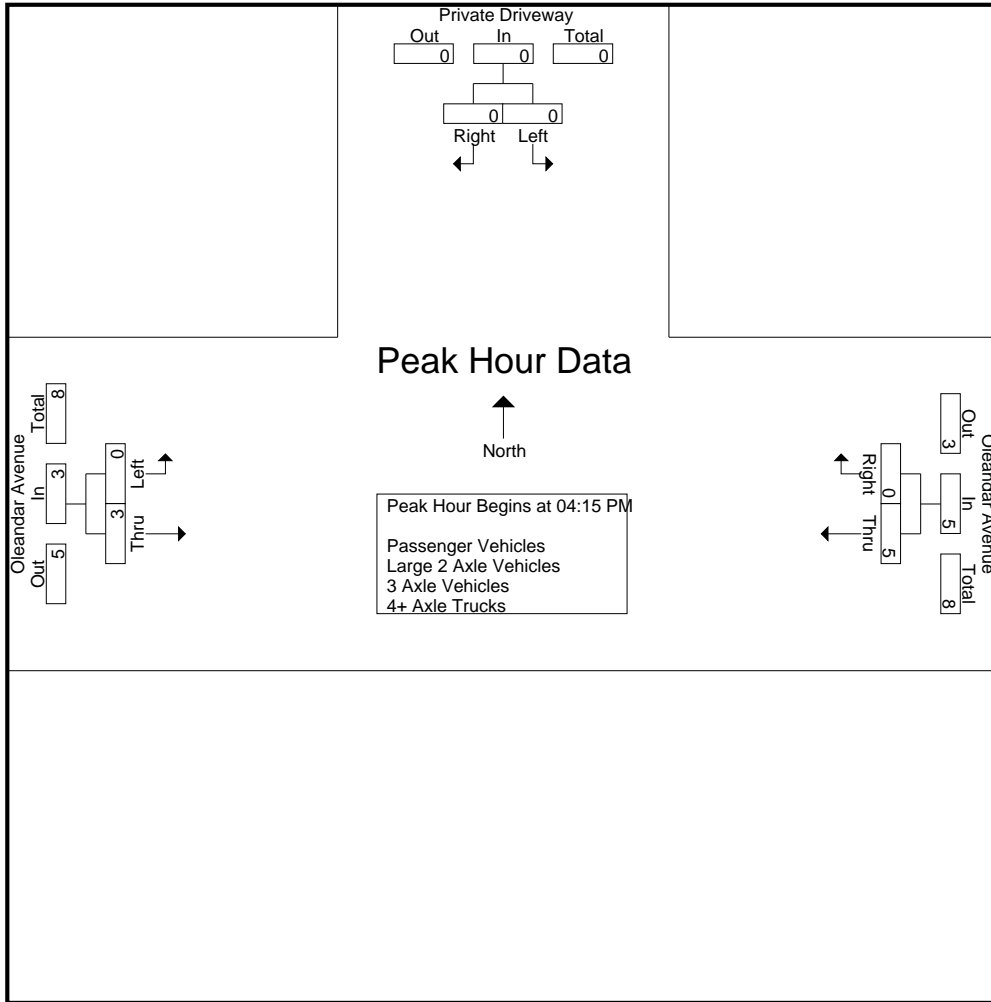 Private Driveway
Out In Total
0 0 0
0 0
Right Left
Peak Hour Data
North
Peak Hour Begins at 04:15 PM
Passenger Vehicles
Large 2 Axle Vehicles
3 Axle Vehicles
4+ Axle Trucks
Oleandar Avenue
Out In Total
5 3 8
Left Thru
0 3
Oleandar Avenue
Out In Total
3 5 8
Right Thru
0 5